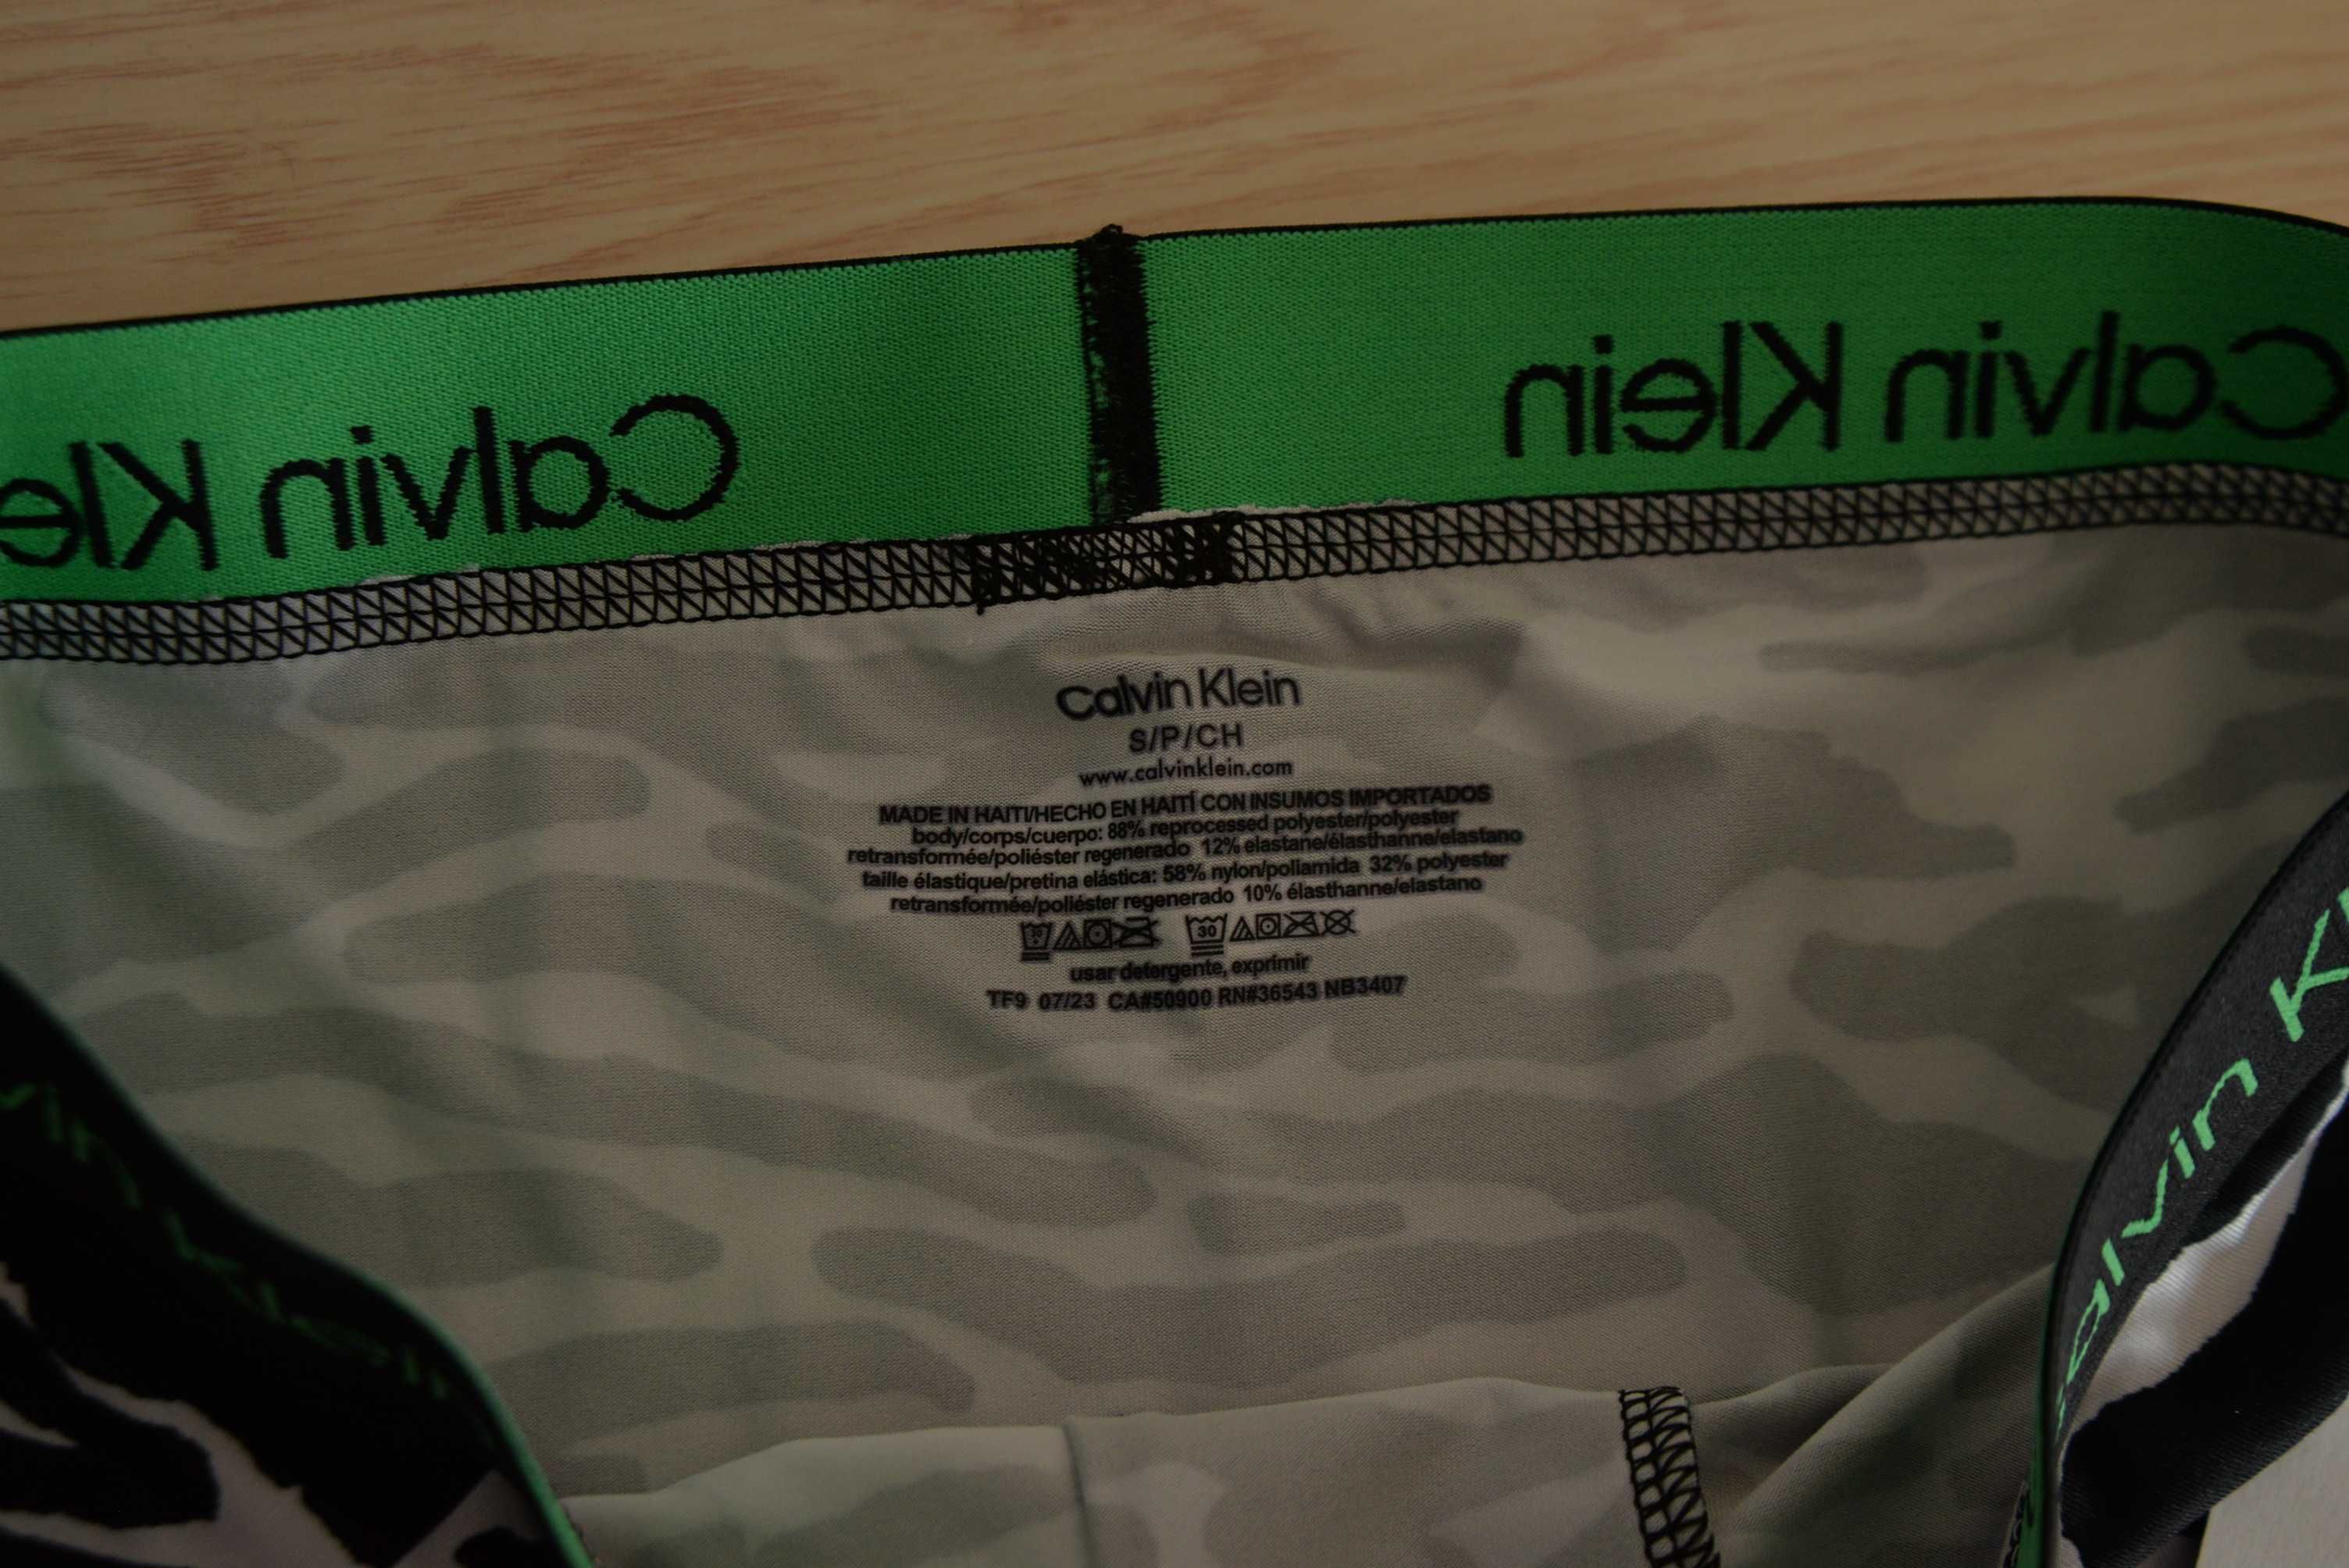 Calvin Kle
Calvin Klein
Calvin Klein
S/P/CH
www.calvinklein.com
MADE IN HAITI/HECHO EN HAITÍ CON INSUMOS IMPORTADOS
body/corps/cuerpo: 88% reprocessed polyester/polyester
retransformée/poliéster regenerado 12% elastane/élasthanne/elastano
taille élastique/pretina elástica: 58% nylon/poliamida 32% polyester
retransformée/poliéster regenerado 10% élasthanne/elastano
30 30
usar detergente, exprimir
TF9 07/23 CA#50900 RN#36543 NB3407
vin Klein
Calvin Kl